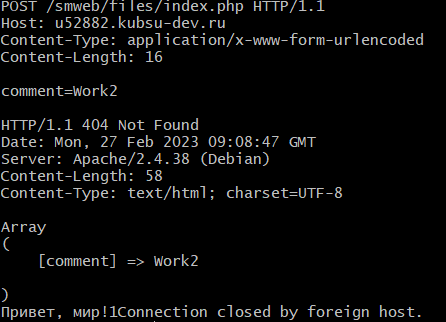 POST /smweb/files/index.php HTTP/1.1
Host: u52882.kubsu-dev.ru
Content-Type: application/x-www-form-urlencoded
Content-Length: 16
comment=Work2
HTTP/1.1 404 Not Found
Date: Mon, 27 Feb 2023 09:08:47 GMT
Server: Apache/2.4.38 (Debian)
Content-Length: 58
Content-Type: text/html; charset=UTF-8
Array
(
    [comment] => Work2
)
Привет, мир!1Connection closed by foreign host.